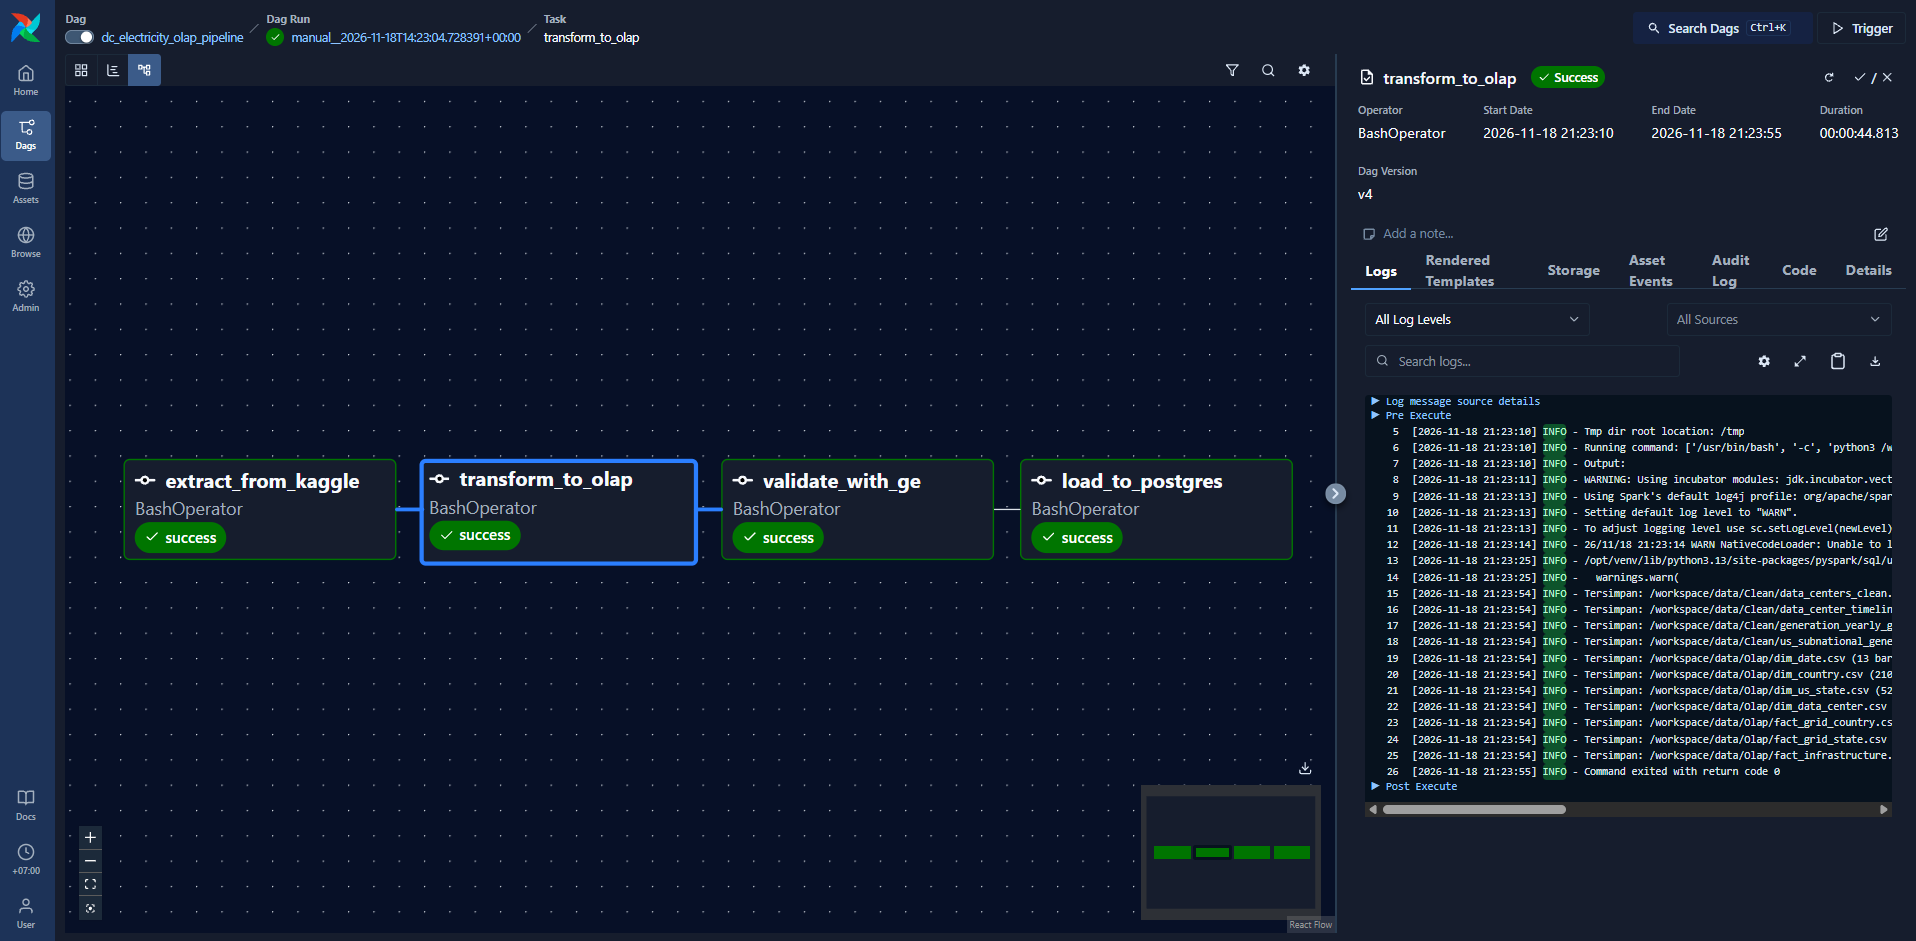 Dag
dc_electricity_olap_pipeline
Dag Run
manual__2026-11-18T14:23:04.728391+00:00
Task
transform_to_olap
Search Dags Ctrl+K
Trigger
Home
Dags
Assets
Browse
Admin
Docs
+07:00
User
extract_from_kaggle
BashOperator
success
transform_to_olap
BashOperator
success
validate_with_ge
BashOperator
success
load_to_postgres
BashOperator
success
React Flow
transform_to_olap Success
/
Operator Start Date End Date Duration
BashOperator 2026-11-18 21:23:10 2026-11-18 21:23:55 00:00:44.813
Dag Version
v4
Add a note...
Logs
Rendered Templates
Storage
Asset Events
Audit Log
Code
Details
All Log Levels
All Sources
Search logs...
Log message source details
Pre Execute
5 [2026-11-18 21:23:10] INFO - Tmp dir root location: /tmp
6 [2026-11-18 21:23:10] INFO - Running command: ['/usr/bin/bash', '-c', 'python3 /w
7 [2026-11-18 21:23:10] INFO - Output:
8 [2026-11-18 21:23:11] INFO - WARNING: Using incubator modules: jdk.incubator.vect
9 [2026-11-18 21:23:13] INFO - Using Spark's default log4j profile: org/apache/spar
10 [2026-11-18 21:23:13] INFO - Setting default log level to "WARN".
11 [2026-11-18 21:23:13] INFO - To adjust logging level use sc.setLogLevel(newLevel)
12 [2026-11-18 21:23:14] INFO - 26/11/18 21:23:14 WARN NativeCodeLoader: Unable to l
13 [2026-11-18 21:23:25] INFO - /opt/venv/lib/python3.13/site-packages/pyspark/sql/u
14 [2026-11-18 21:23:25] INFO - warnings.warn(
15 [2026-11-18 21:23:54] INFO - Tersimpan: /workspace/data/Clean/data_centers_clean.
16 [2026-11-18 21:23:54] INFO - Tersimpan: /workspace/data/Clean/data_center_timelin
17 [2026-11-18 21:23:54] INFO - Tersimpan: /workspace/data/Clean/generation_yearly_g
18 [2026-11-18 21:23:54] INFO - Tersimpan: /workspace/data/Clean/us_subnational_gene
19 [2026-11-18 21:23:54] INFO - Tersimpan: /workspace/data/Olap/dim_date.csv (13 bar
20 [2026-11-18 21:23:54] INFO - Tersimpan: /workspace/data/Olap/dim_country.csv (210
21 [2026-11-18 21:23:54] INFO - Tersimpan: /workspace/data/Olap/dim_us_state.csv (52
22 [2026-11-18 21:23:54] INFO - Tersimpan: /workspace/data/Olap/dim_data_center.csv
23 [2026-11-18 21:23:54] INFO - Tersimpan: /workspace/data/Olap/fact_grid_country.cs
24 [2026-11-18 21:23:54] INFO - Tersimpan: /workspace/data/Olap/fact_grid_state.csv
25 [2026-11-18 21:23:54] INFO - Tersimpan: /workspace/data/Olap/fact_infrastructure.
26 [2026-11-18 21:23:55] INFO - Command exited with return code 0
Post Execute